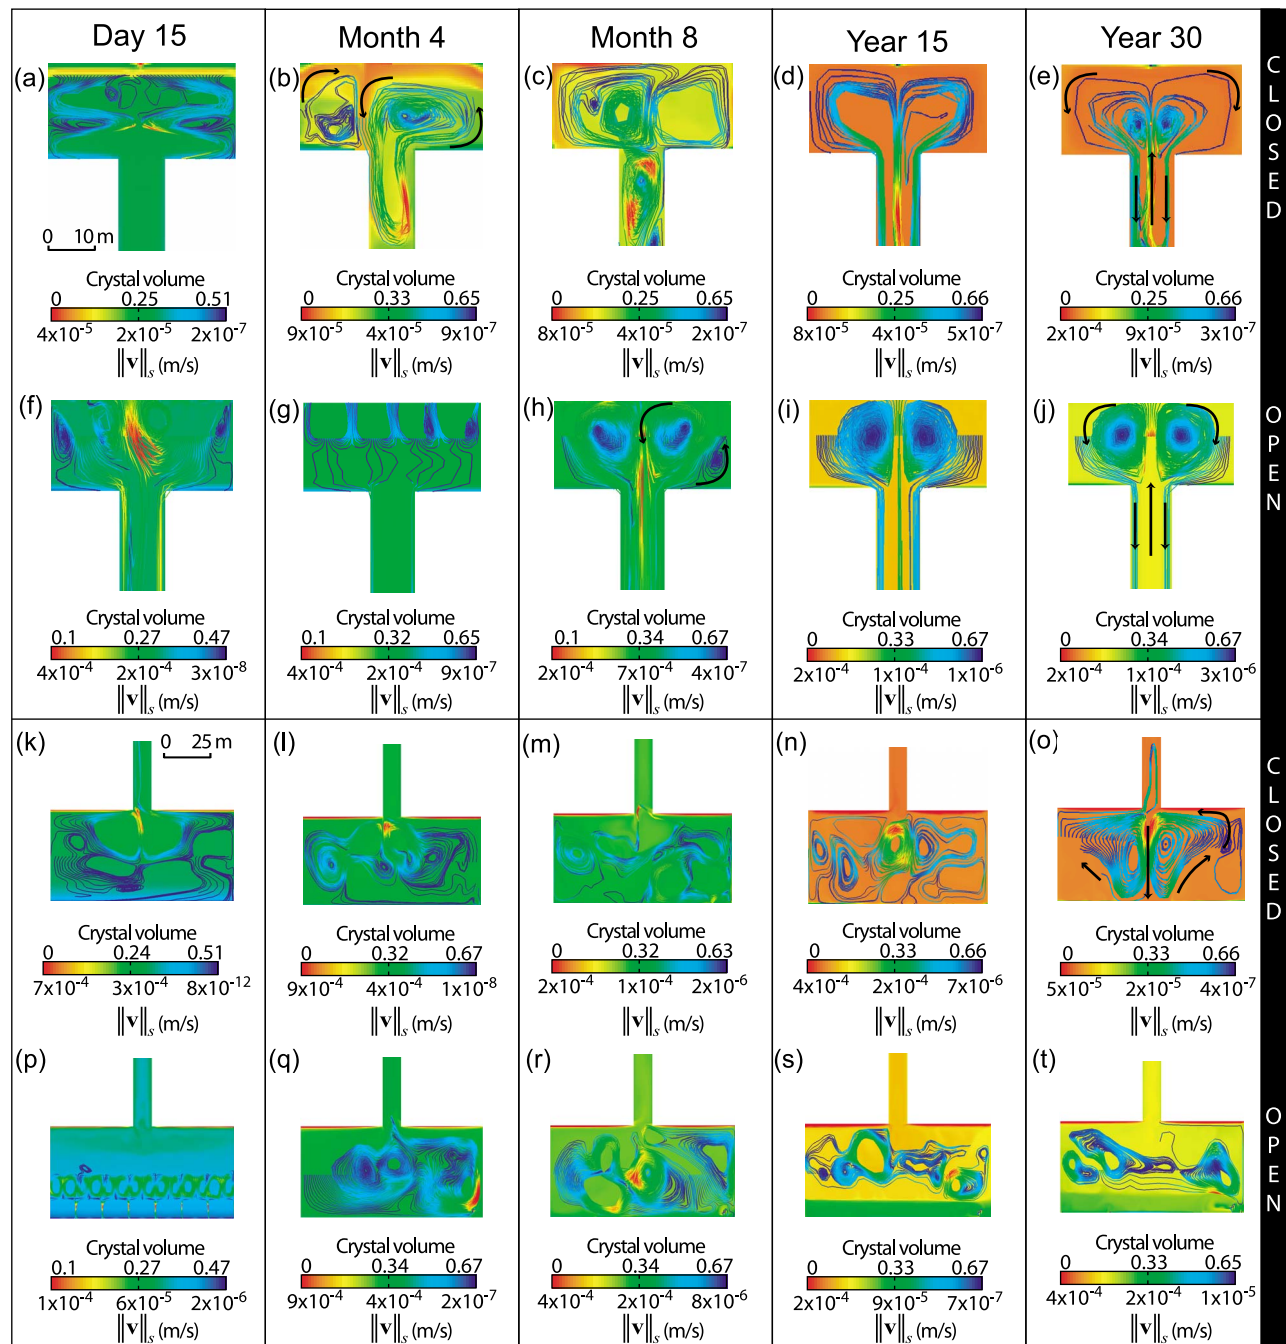 Day 15
Month 4
Month 8
Year 15
Year 30
(a)
(b)
(c)
(d)
(e)
C L O S E D
0 10 m
Crystal volume
0 0.25 0.51
4x10⁻⁵ 2x10⁻⁵ 2x10⁻⁷
‖v‖s (m/s)
Crystal volume
0 0.33 0.65
9x10⁻⁵ 4x10⁻⁵ 9x10⁻⁷
‖v‖s (m/s)
Crystal volume
0 0.25 0.65
8x10⁻⁵ 4x10⁻⁵ 2x10⁻⁷
‖v‖s (m/s)
Crystal volume
0 0.25 0.66
8x10⁻⁵ 4x10⁻⁵ 5x10⁻⁷
‖v‖s (m/s)
Crystal volume
0 0.25 0.66
2x10⁻⁴ 9x10⁻⁵ 3x10⁻⁷
‖v‖s (m/s)
(f)
(g)
(h)
(i)
(j)
O P E N
Crystal volume
0.1 0.27 0.47
4x10⁻⁴ 2x10⁻⁴ 3x10⁻⁸
‖v‖s (m/s)
Crystal volume
0.1 0.32 0.65
4x10⁻⁴ 2x10⁻⁴ 9x10⁻⁷
‖v‖s (m/s)
Crystal volume
0.1 0.34 0.67
2x10⁻⁴ 7x10⁻⁴ 4x10⁻⁷
‖v‖s (m/s)
Crystal volume
0 0.33 0.67
2x10⁻⁴ 1x10⁻⁴ 1x10⁻⁶
‖v‖s (m/s)
Crystal volume
0 0.34 0.67
2x10⁻⁴ 1x10⁻⁴ 3x10⁻⁶
‖v‖s (m/s)
(k)
(l)
(m)
(n)
(o)
C L O S E D
0 25 m
Crystal volume
0 0.24 0.51
7x10⁻⁴ 3x10⁻⁴ 8x10⁻¹²
‖v‖s (m/s)
Crystal volume
0 0.32 0.67
9x10⁻⁴ 4x10⁻⁴ 1x10⁻⁸
‖v‖s (m/s)
Crystal volume
0 0.32 0.63
2x10⁻⁴ 1x10⁻⁴ 2x10⁻⁶
‖v‖s (m/s)
Crystal volume
0 0.33 0.66
4x10⁻⁴ 2x10⁻⁴ 7x10⁻⁶
‖v‖s (m/s)
Crystal volume
0 0.33 0.66
5x10⁻⁵ 2x10⁻⁵ 4x10⁻⁷
‖v‖s (m/s)
(p)
(q)
(r)
(s)
(t)
O P E N
Crystal volume
0.1 0.27 0.47
1x10⁻⁴ 6x10⁻⁵ 2x10⁻⁶
‖v‖s (m/s)
Crystal volume
0 0.34 0.67
9x10⁻⁴ 4x10⁻⁴ 2x10⁻⁷
‖v‖s (m/s)
Crystal volume
0 0.33 0.67
4x10⁻⁴ 2x10⁻⁴ 8x10⁻⁶
‖v‖s (m/s)
Crystal volume
0 0.33 0.67
2x10⁻⁴ 9x10⁻⁵ 7x10⁻⁷
‖v‖s (m/s)
Crystal volume
0 0.33 0.65
4x10⁻⁴ 2x10⁻⁴ 1x10⁻⁵
‖v‖s (m/s)